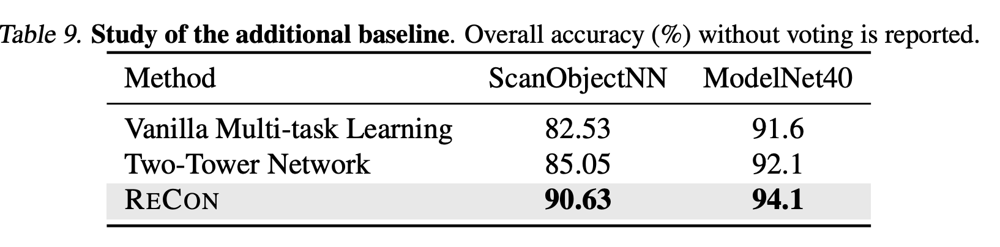 Table 9. Study of the additional baseline. Overall accuracy (%) without voting is reported.
Method ScanObjectNN ModelNet40
Vanilla Multi-task Learning 82.53 91.6
Two-Tower Network 85.05 92.1
RECON 90.63 94.1